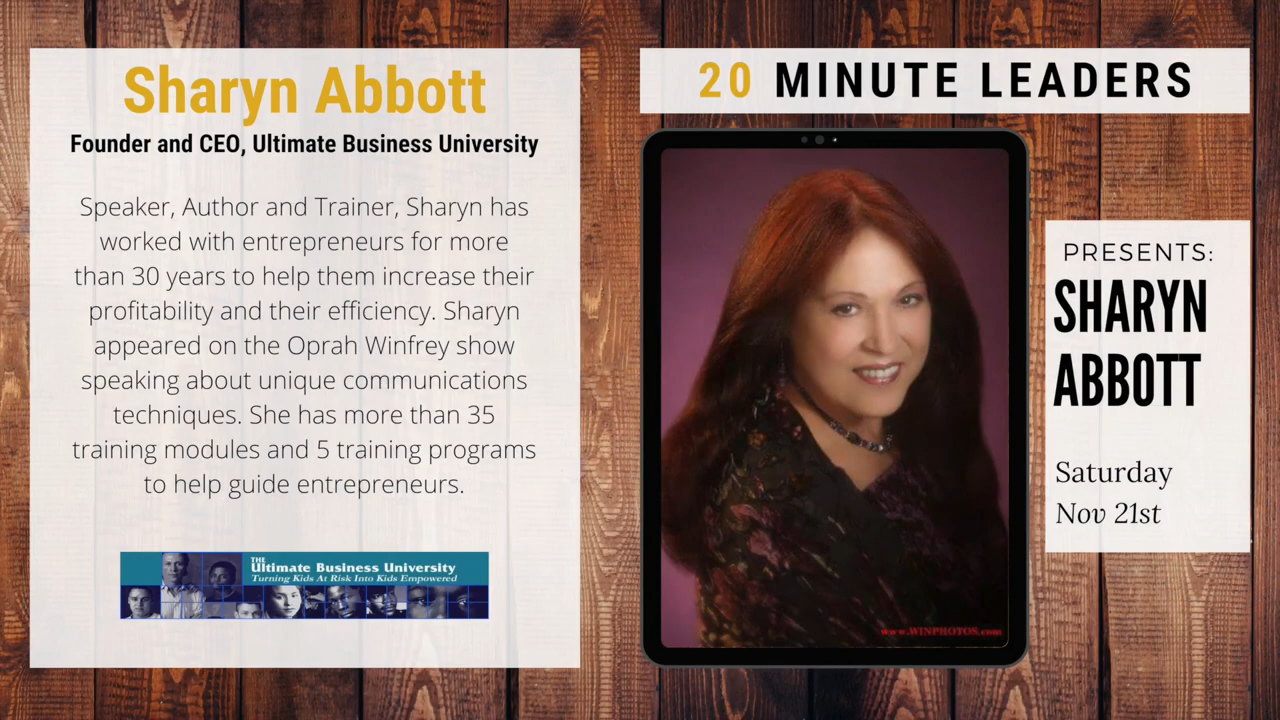 Sharyn Abbott
Founder and CEO, Ultimate Business University
Speaker, Author and Trainer, Sharyn has
worked with entrepreneurs for more
than 30 years to help them increase their
profitability and their efficiency. Sharyn
appeared on the Oprah Winfrey show
speaking about unique communications
techniques. She has more than 35
training modules and 5 training programs
to help guide entrepreneurs.
THE
Ultimate Business University
Turning Kids At Risk Into Kids Empowered
20 MINUTE LEADERS
PRESENTS:
SHARYN
ABBOTT
Saturday
Nov 21st
www.WINPHOTOS.com